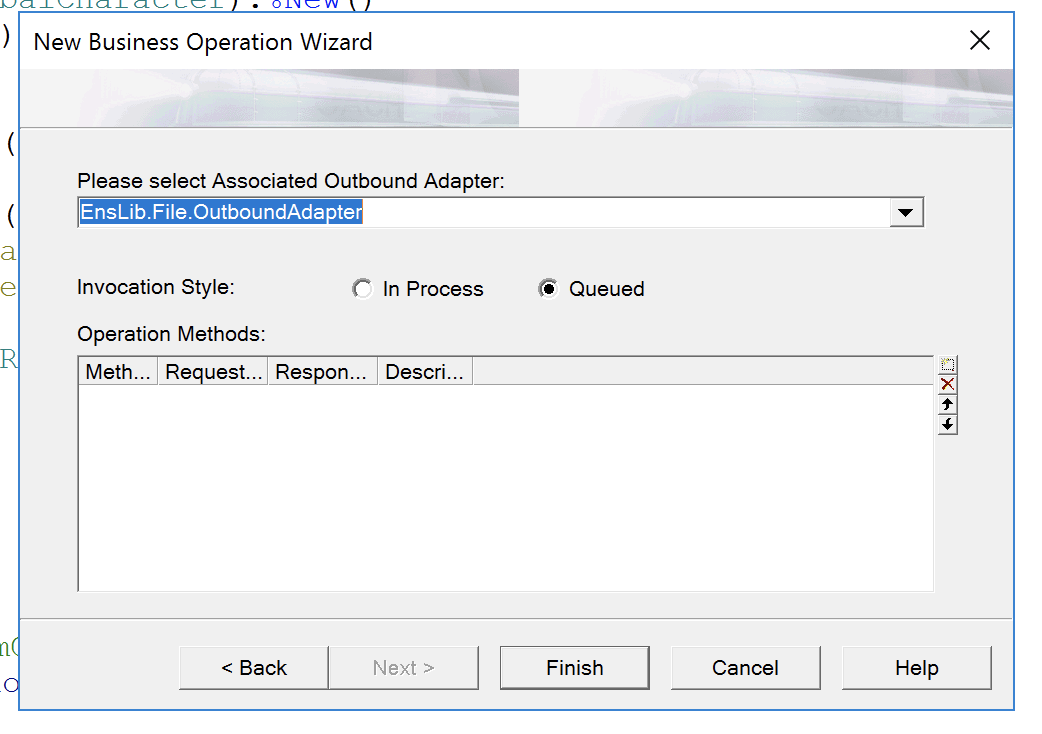 New()
)
New Business Operation Wizard
(
Please select Associated Outbound Adapter:
EnsLib.File.OutboundAdapter
(
a
e
Invocation Style: In Process Queued
Operation Methods:
R
Meth... Request... Respon... Descri...
< Back Next > Finish Cancel Help